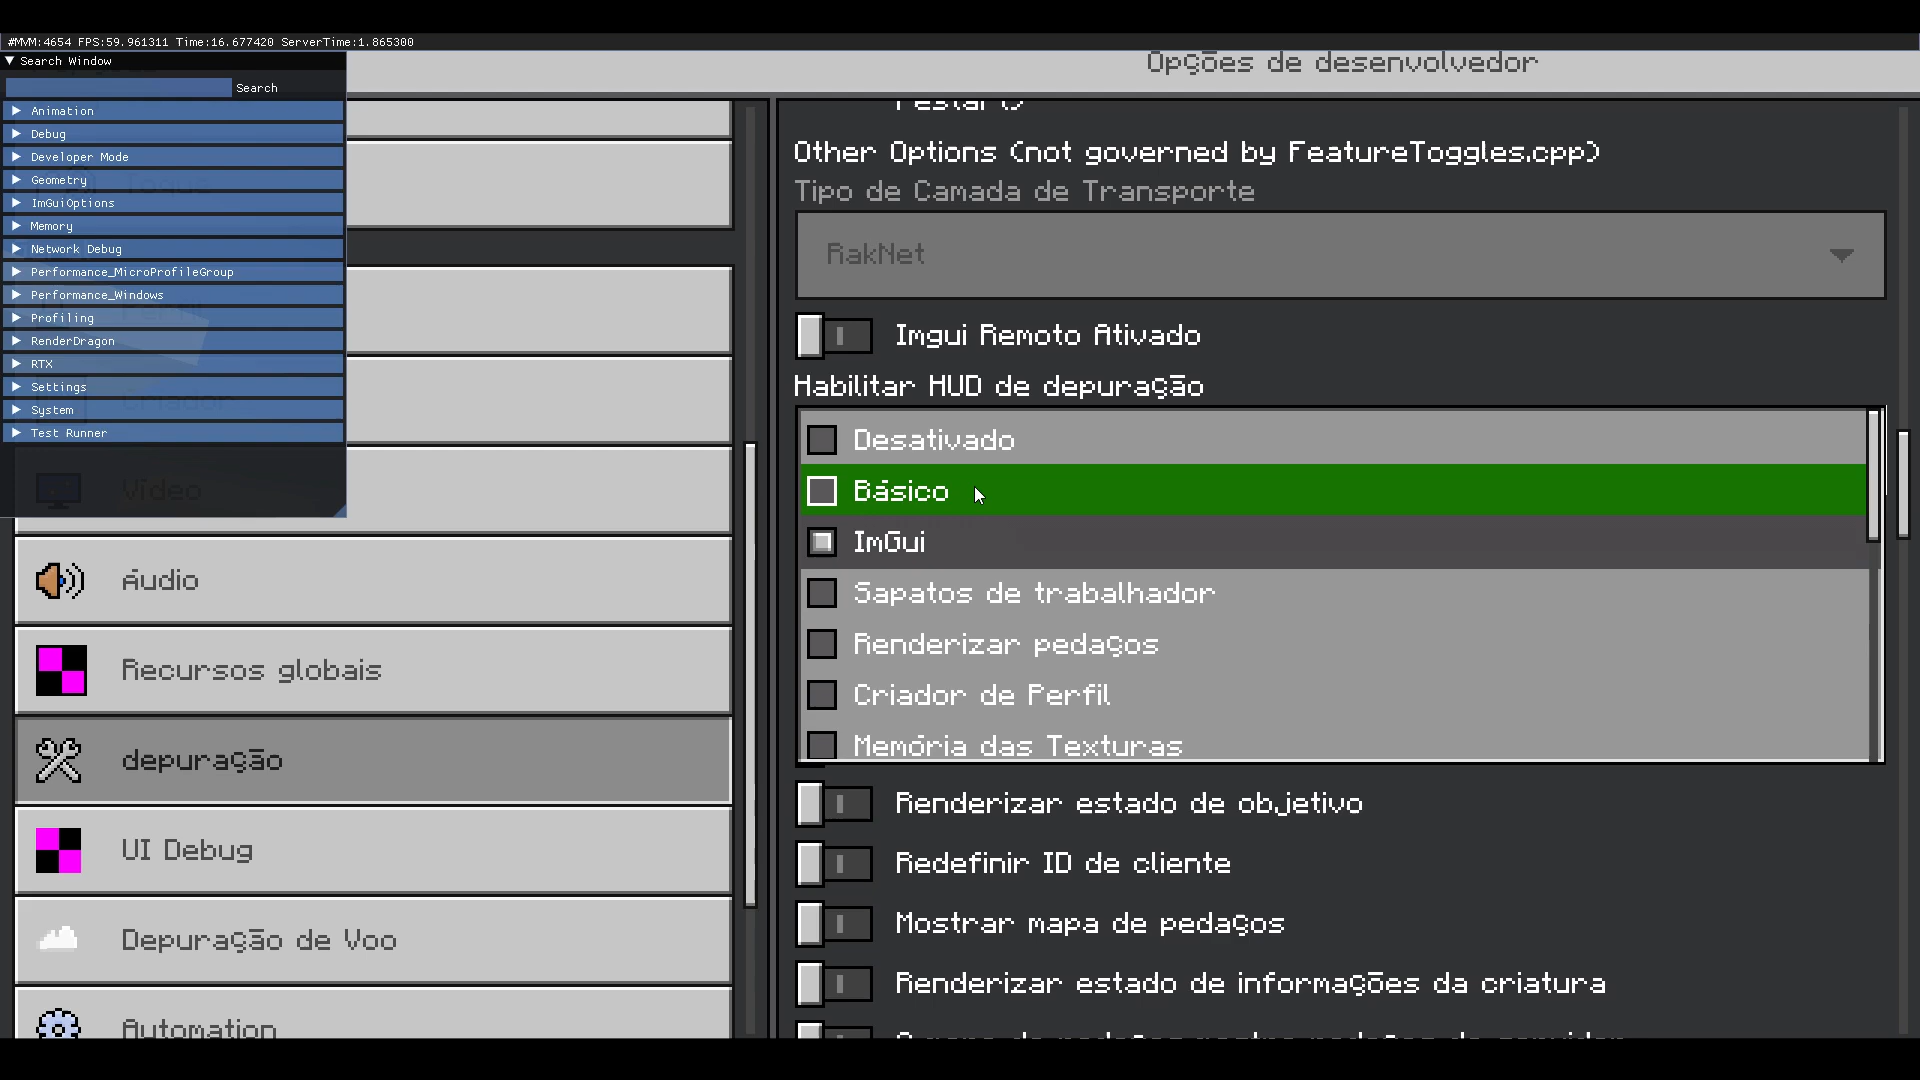 #MVM:4654 FPS:59.961311 Time:16.677420 ServerTime:1.865300
Search Window
Search
Animation
Debug
Developer Mode
Geometry
ImGuiOptions
Memory
Network Debug
Performance_MicroProfileGroup
Performance_Windows
Profiling
RenderDragon
RTX
Settings
System
Test Runner
Vídeo
Áudio
Recursos globais
depuração
UI Debug
Depuração de Voo
Automation
Opções de desenvolvedor
Other Options (not governed by FeatureToggles.cpp)
Tipo de Camada de Transporte
RakNet
Imgui Remoto Ativado
Habilitar HUD de depuração
Desativado
Básico
ImGui
Sapatos de trabalhador
Renderizar pedaços
Criador de Perfil
Memória das Texturas
Renderizar estado de objetivo
Redefinir ID de cliente
Mostrar mapa de pedaços
Renderizar estado de informações da criatura